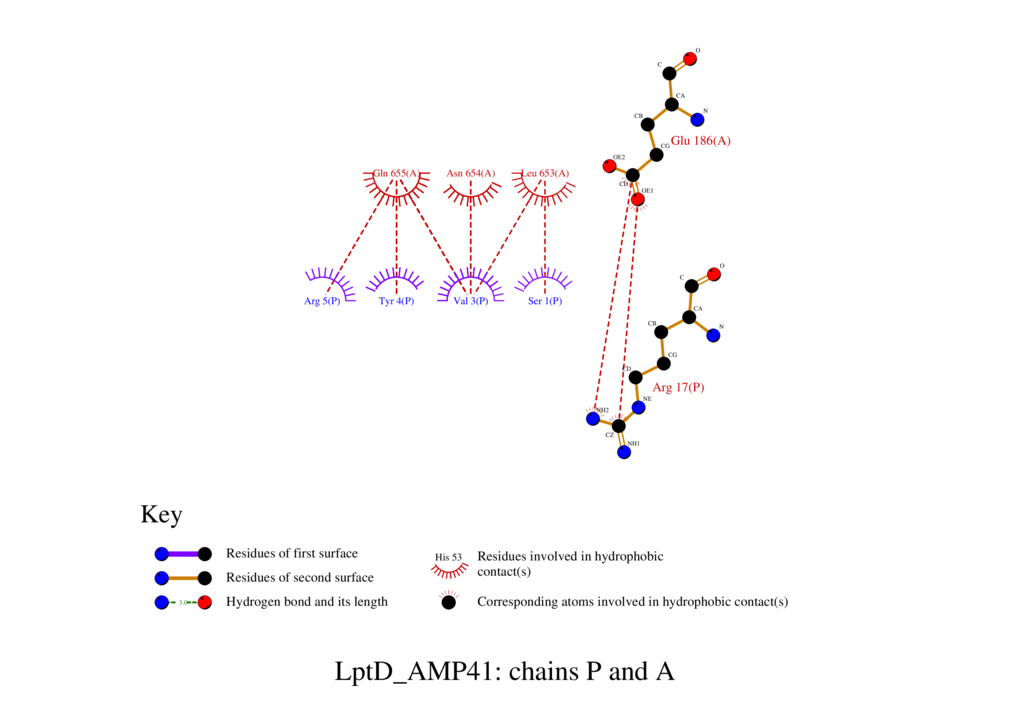 O
C
CA
N
CB
CG
Glu 186(A)
OE2
CD
OE1
Gln 655(A)
Asn 654(A)
Leu 653(A)
Arg 5(P)
Tyr 4(P)
Val 3(P)
Ser 1(P)
O
C
CA
N
CB
CG
CD
Arg 17(P)
NE
NH2
CZ
NH1
Key
Residues of first surface
Residues of second surface
3.0
Hydrogen bond and its length
His 53
Residues involved in hydrophobic
contact(s)
Corresponding atoms involved in hydrophobic contact(s)
LptD_AMP41: chains P and A